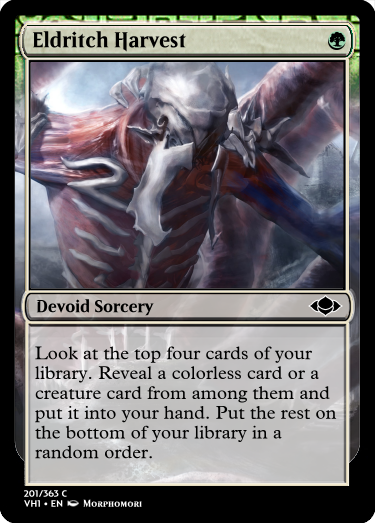 Eldritch Harvest
Devoid Sorcery
Look at the top four cards of your
library. Reveal a colorless card or a
creature card from among them and
put it into your hand. Put the rest on
the bottom of your library in a
random order.
201/363 C
VH1 • EN Morphomori